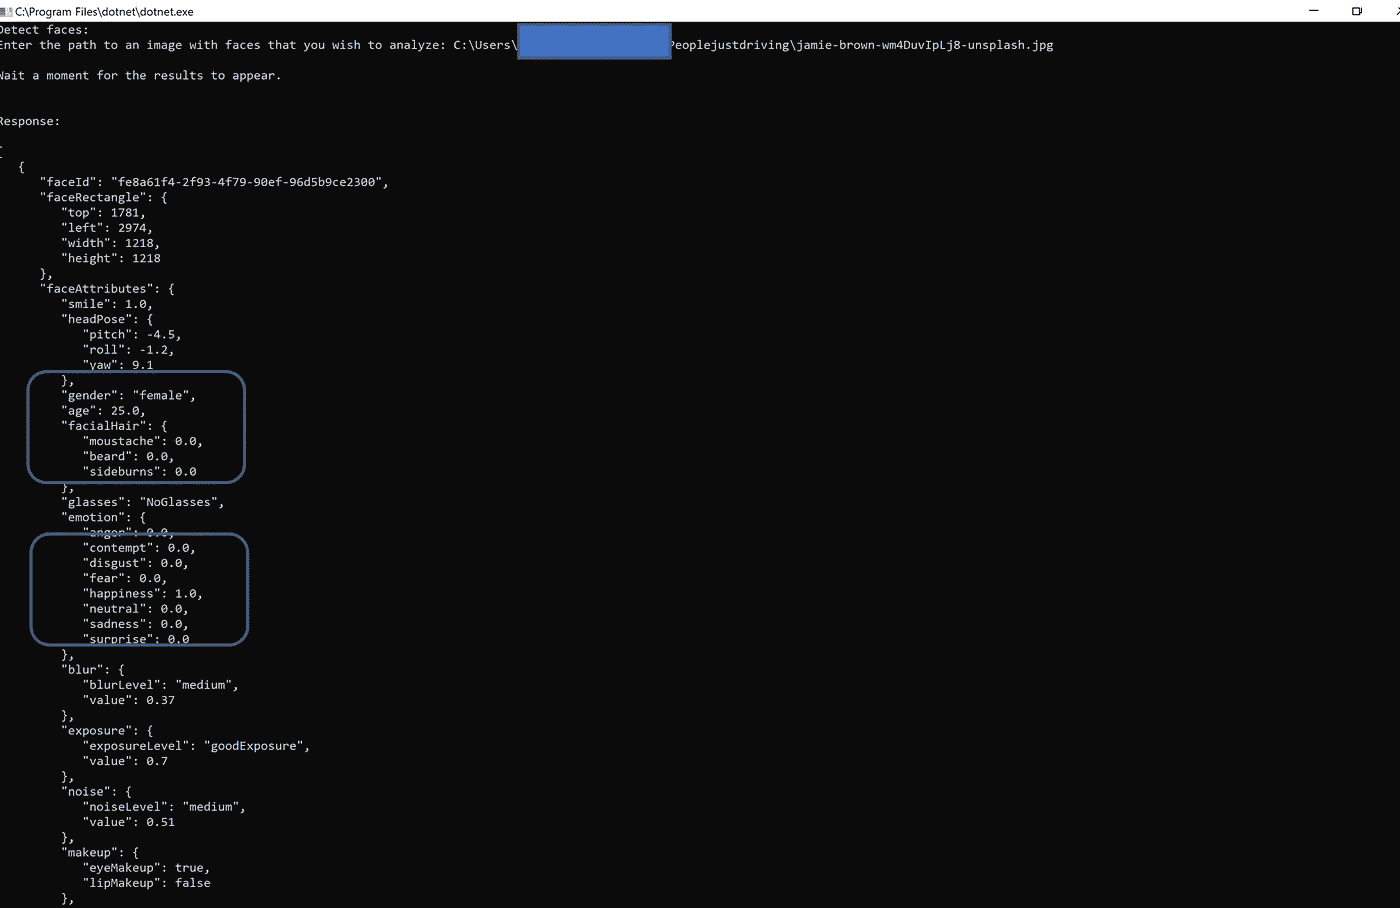 C:\Program Files\dotnet\dotnet.exe
Detect faces:
Enter the path to an image with faces that you wish to analyze: C:\Users\ Peoplejustdriving\jamie-brown-wm4DuvIpLj8-unsplash.jpg
Wait a moment for the results to appear.
Response:
[
{
"faceId": "fe8a61f4-2f93-4f79-90ef-96d5b9ce2300",
"faceRectangle": {
"top": 1781,
"left": 2974,
"width": 1218,
"height": 1218
},
"faceAttributes": {
"smile": 1.0,
"headPose": {
"pitch": -4.5,
"roll": -1.2,
"yaw": 9.1
},
"gender": "female",
"age": 25.0,
"facialHair": {
"moustache": 0.0,
"beard": 0.0,
"sideburns": 0.0
},
"glasses": "NoGlasses",
"emotion": {
"anger": 0.0,
"contempt": 0.0,
"disgust": 0.0,
"fear": 0.0,
"happiness": 1.0,
"neutral": 0.0,
"sadness": 0.0,
"surprise": 0.0
},
"blur": {
"blurLevel": "medium",
"value": 0.37
},
"exposure": {
"exposureLevel": "goodExposure",
"value": 0.7
},
"noise": {
"noiseLevel": "medium",
"value": 0.51
},
"makeup": {
"eyeMakeup": true,
"lipMakeup": false
},